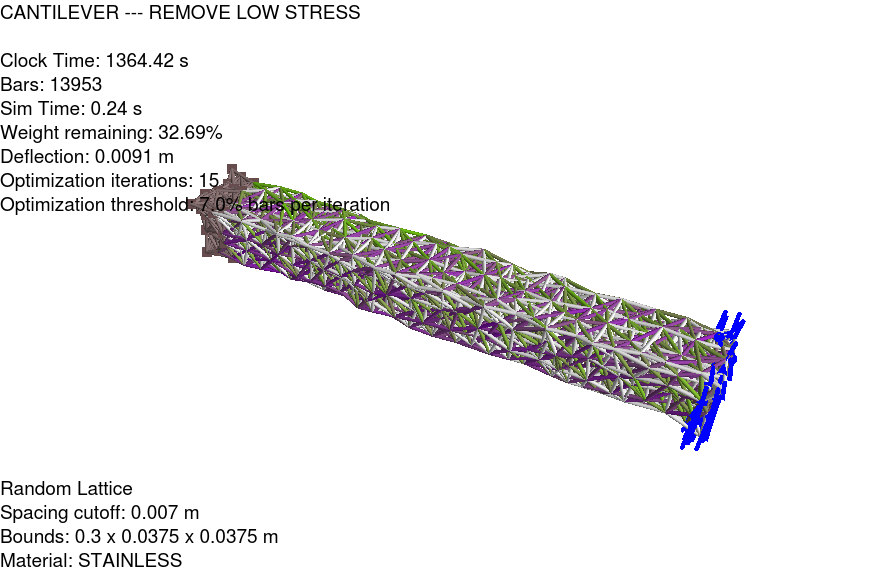 CANTILEVER --- REMOVE LOW STRESS
Clock Time: 1364.42 s
Bars: 13953
Sim Time: 0.24 s
Weight remaining: 32.69%
Deflection: 0.0091 m
Optimization iterations: 15
Optimization threshold: 7.0% bars per iteration
Random Lattice
Spacing cutoff: 0.007 m
Bounds: 0.3 x 0.0375 x 0.0375 m
Material: STAINLESS